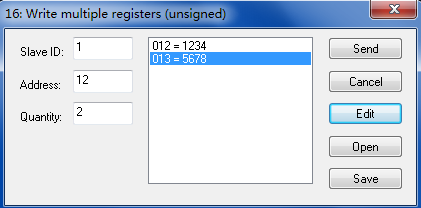 16: Write multiple registers (unsigned)
Slave ID: 1
Address: 12
Quantity: 2
012 = 1234
013 = 5678
Send
Cancel
Edit
Open
Save